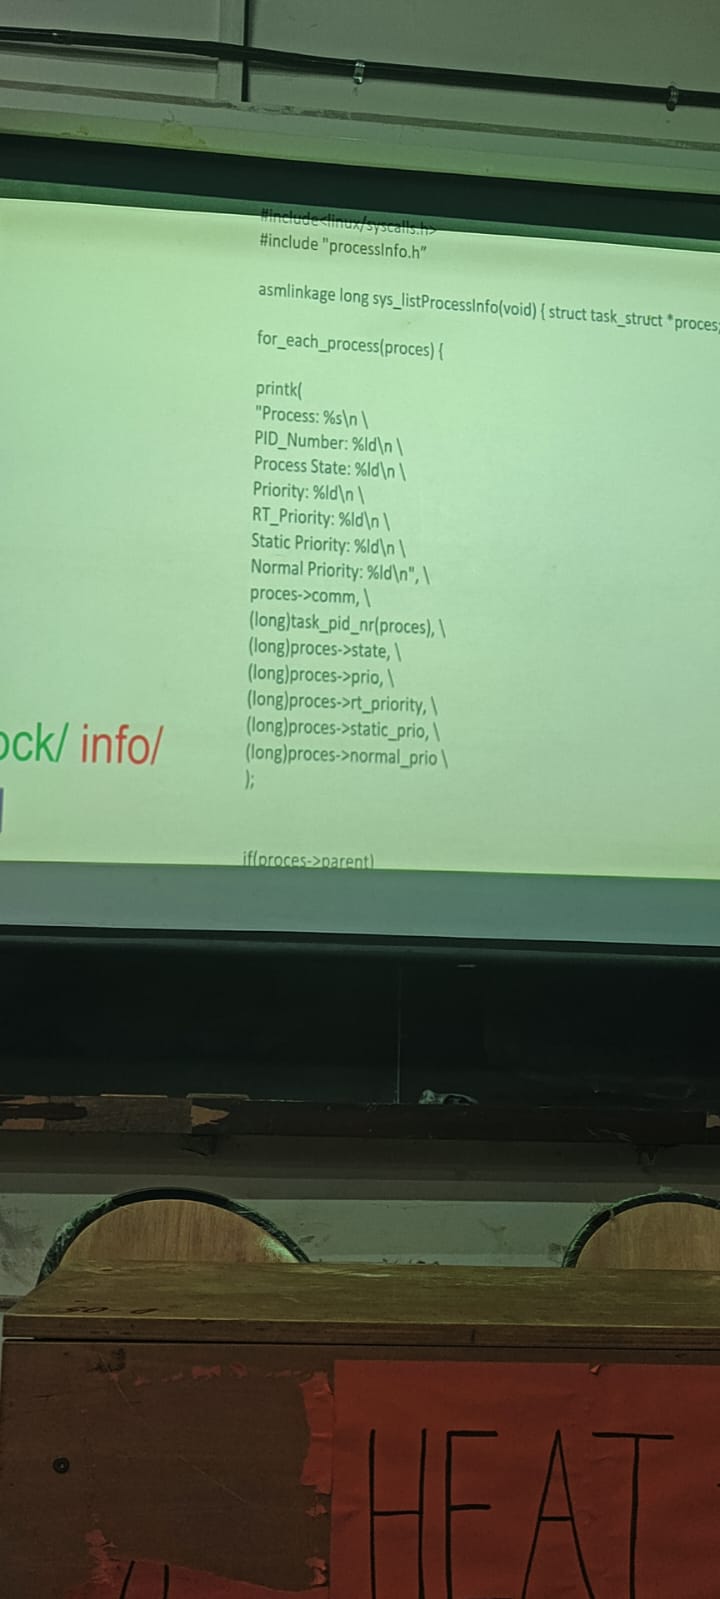 #include<linux/syscalls.h>
#include "processInfo.h"
asmlinkage long sys_listProcessInfo(void) { struct task_struct *proces;
for_each_process(proces) {
printk(
"Process: %s\n \
PID_Number: %ld\n \
Process State: %ld\n \
Priority: %ld\n \
RT_Priority: %ld\n \
Static Priority: %ld\n \
Normal Priority: %ld\n", \
proces->comm, \
(long)task_pid_nr(proces), \
(long)proces->state, \
(long)proces->prio, \
(long)proces->rt_priority, \
(long)proces->static_prio, \
(long)proces->normal_prio \
);
if(proces->parent)
ock/ info/
HEAT